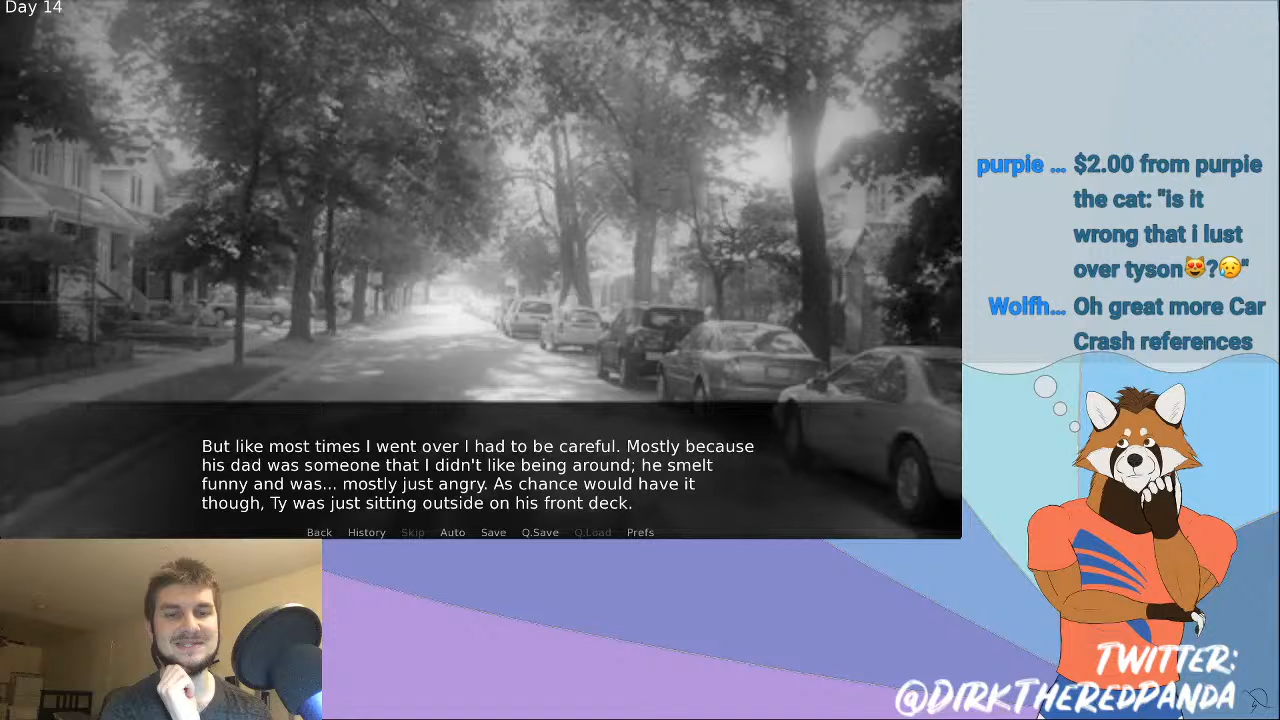 Day 14
purpie ... $2.00 from purpie
the cat: "is it
wrong that i lust
over tyson😻?😥"
Wolfh... Oh great more Car
Crash references
But like most times I went over I had to be careful. Mostly because
his dad was someone that I didn't like being around; he smelt
funny and was... mostly just angry. As chance would have it
though, Ty was just sitting outside on his front deck.
Back History Skip Auto Save Q.Save Q.Load Prefs
TWITTER:
@DIRKTHEREDPANDA